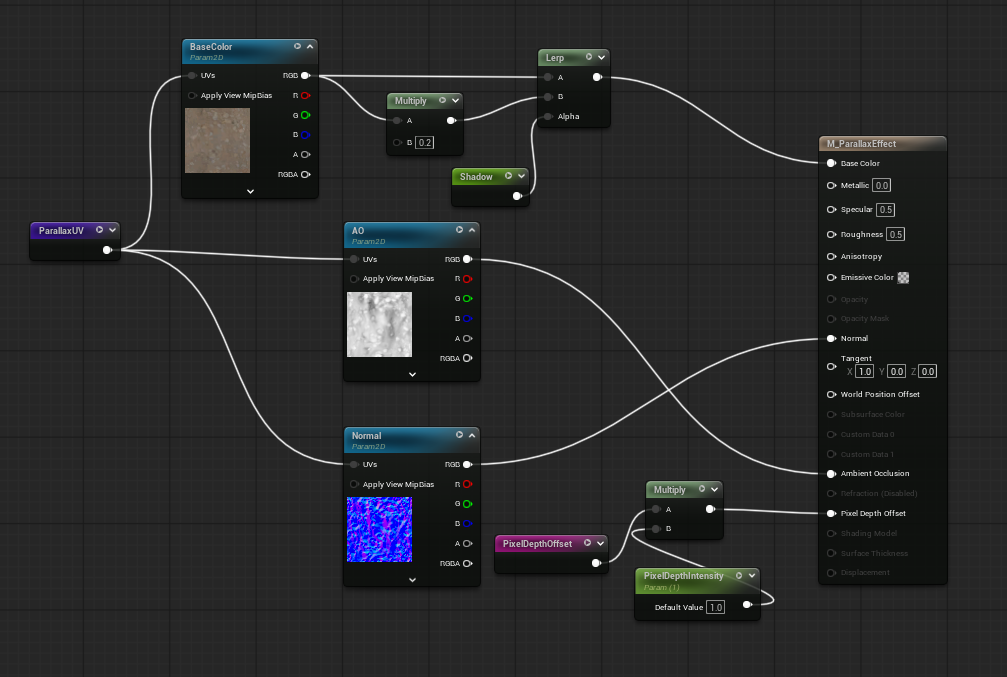 BaseColor
Param2D
UVs RGB
Apply View MipBias R
G
B
A
RGBA
Multiply
A
B 0.2
Lerp
A
B
Alpha
Shadow
ParallaxUV
AO
Param2D
UVs RGB
Apply View MipBias R
G
B
A
RGBA
Normal
Param2D
UVs RGB
Apply View MipBias R
G
B
A
RGBA
PixelDepthOffset
Multiply
A
B
PixelDepthIntensity
Param (1)
Default Value 1.0
M_ParallaxEffect
Base Color
Metallic 0.0
Specular 0.5
Roughness 0.5
Anisotropy
Emissive Color
Opacity
Opacity Mask
Normal
Tangent
X 1.0 Y 0.0 Z 0.0
World Position Offset
Subsurface Color
Custom Data 0
Custom Data 1
Ambient Occlusion
Refraction (Disabled)
Pixel Depth Offset
Shading Model
Surface Thickness
Displacement